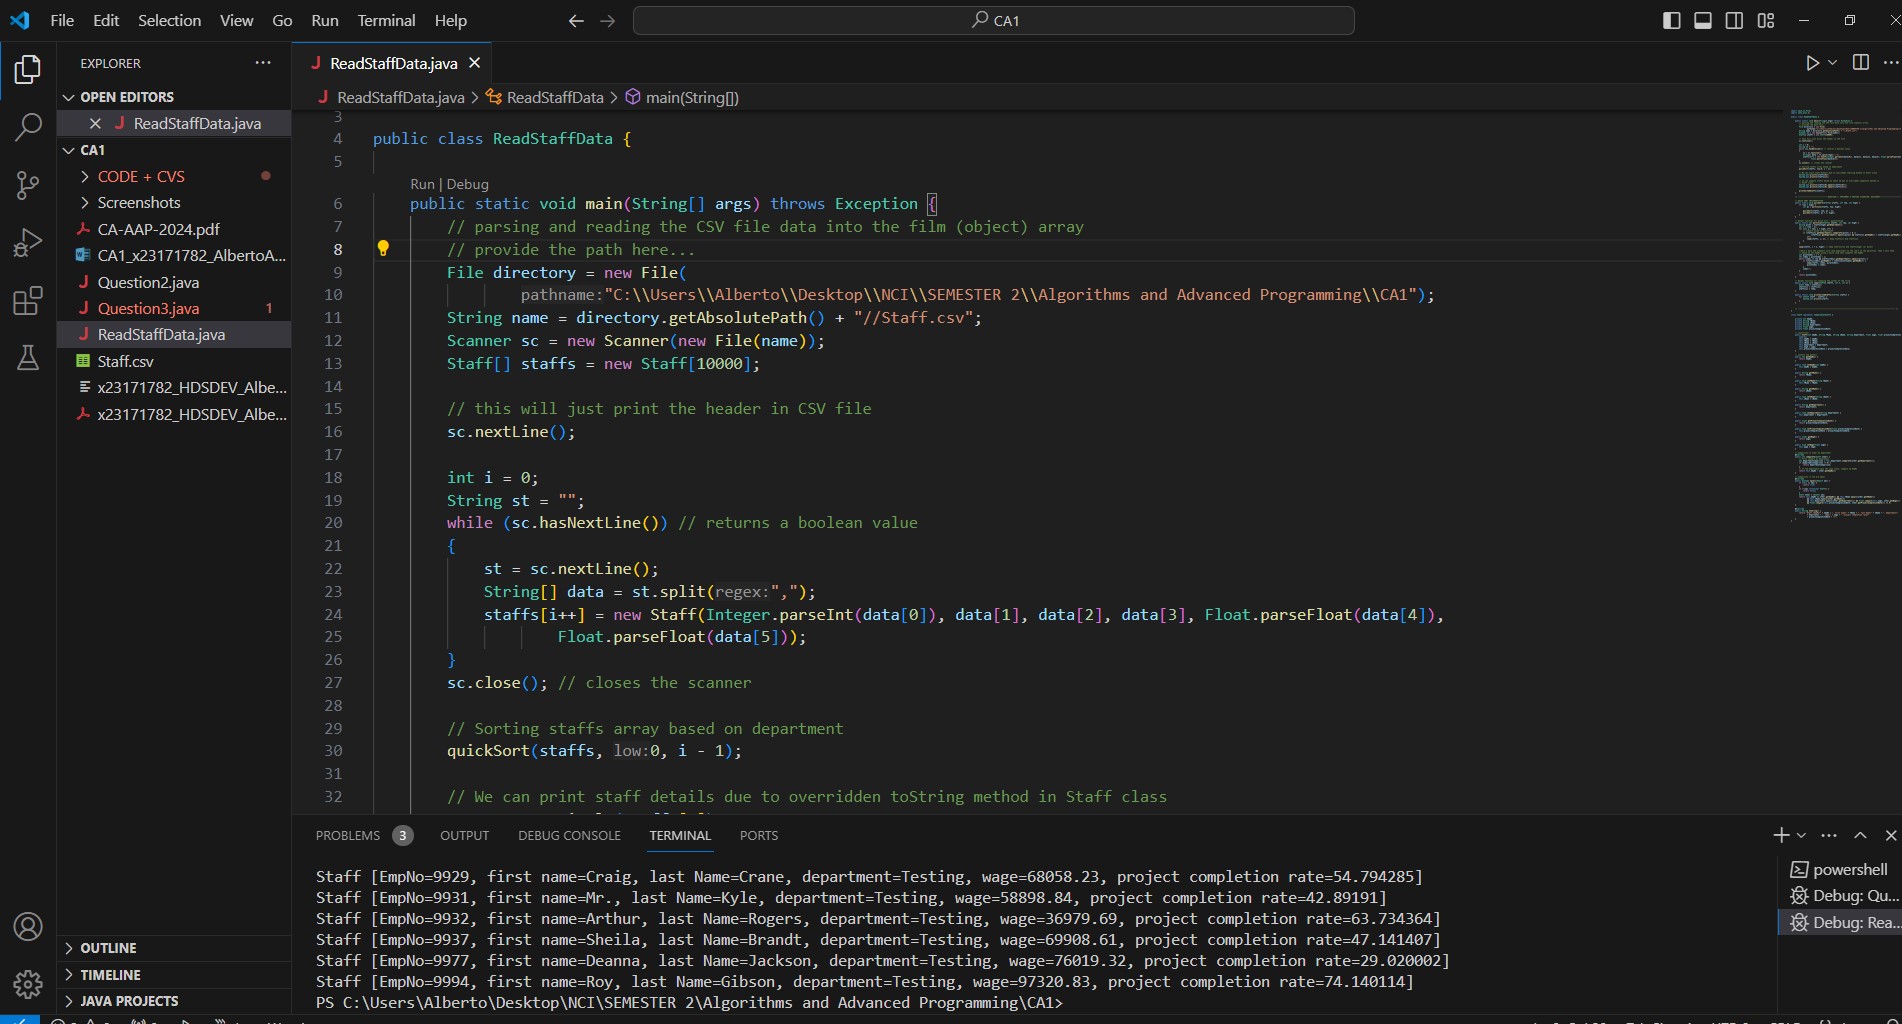 File Edit Selection View Go Run Terminal Help
CA1
EXPLORER
OPEN EDITORS
ReadStaffData.java
CA1
CODE + CVS
Screenshots
CA-AAP-2024.pdf
CA1_x23171782_AlbertoA...
Question2.java
Question3.java 1
ReadStaffData.java
Staff.csv
x23171782_HDSDEV_Albe...
x23171782_HDSDEV_Albe...
OUTLINE
TIMELINE
JAVA PROJECTS
ReadStaffData.java
ReadStaffData.java > ReadStaffData > main(String[])
3
4 public class ReadStaffData {
5
Run | Debug
6 public static void main(String[] args) throws Exception {
7 // parsing and reading the CSV file data into the film (object) array
8 // provide the path here...
9 File directory = new File(
10 pathname:"C:\\Users\\Alberto\\Desktop\\NCI\\SEMESTER 2\\Algorithms and Advanced Programming\\CA1");
11 String name = directory.getAbsolutePath() + "//Staff.csv";
12 Scanner sc = new Scanner(new File(name));
13 Staff[] staffs = new Staff[10000];
14
15 // this will just print the header in CSV file
16 sc.nextLine();
17
18 int i = 0;
19 String st = "";
20 while (sc.hasNextLine()) // returns a boolean value
21 {
22 st = sc.nextLine();
23 String[] data = st.split(regex:",");
24 staffs[i++] = new Staff(Integer.parseInt(data[0]), data[1], data[2], data[3], Float.parseFloat(data[4]),
25 Float.parseFloat(data[5]));
26 }
27 sc.close(); // closes the scanner
28
29 // Sorting staffs array based on department
30 quickSort(staffs, low:0, i - 1);
31
32 // We can print staff details due to overridden toString method in Staff class
PROBLEMS 3 OUTPUT DEBUG CONSOLE TERMINAL PORTS
Staff [EmpNo=9929, first name=Craig, last Name=Crane, department=Testing, wage=68058.23, project completion rate=54.794285]
Staff [EmpNo=9931, first name=Mr., last Name=Kyle, department=Testing, wage=58898.84, project completion rate=42.89191]
Staff [EmpNo=9932, first name=Arthur, last Name=Rogers, department=Testing, wage=36979.69, project completion rate=63.734364]
Staff [EmpNo=9937, first name=Sheila, last Name=Brandt, department=Testing, wage=69908.61, project completion rate=47.141407]
Staff [EmpNo=9977, first name=Deanna, last Name=Jackson, department=Testing, wage=76019.32, project completion rate=29.020002]
Staff [EmpNo=9994, first name=Roy, last Name=Gibson, department=Testing, wage=97320.83, project completion rate=74.140114]
PS C:\Users\Alberto\Desktop\NCI\SEMESTER 2\Algorithms and Advanced Programming\CA1>
powershell
Debug: Qu...
Debug: Rea...